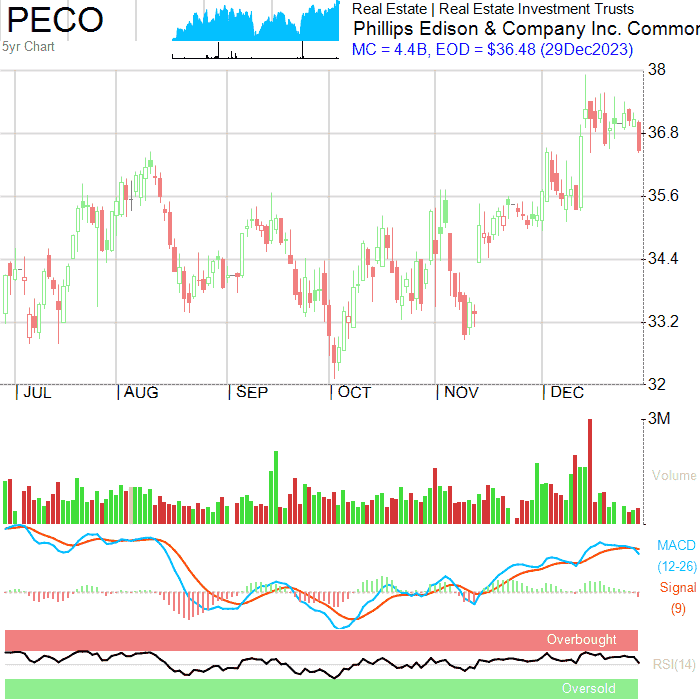 PECO
5yr Chart
Real Estate | Real Estate Investment Trusts
Phillips Edison & Company Inc. Common
MC = 4.4B, EOD = $36.48 (29Dec2023)
38
36.8
35.6
34.4
33.2
32
| JUL | AUG | SEP | OCT | NOV | DEC
3M
Volume
MACD
(12-26)
Signal
(9)
Overbought
RSI(14)
Oversold